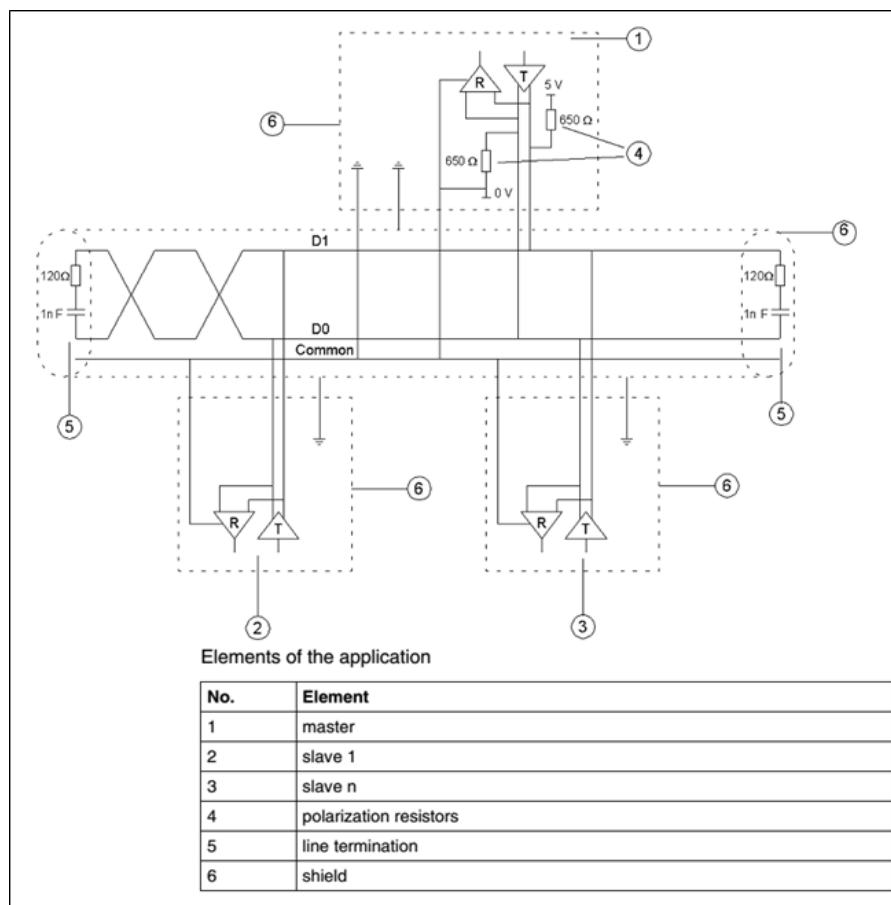 1
R
T
5 V
650 Ω
6
4
650 Ω
0 V
6
D1
120Ω
120Ω
1n F
1n F
D0
Common
5
5
6
6
R
T
R
T
2
3
Elements of the application
No. Element
1 master
2 slave 1
3 slave n
4 polarization resistors
5 line termination
6 shield